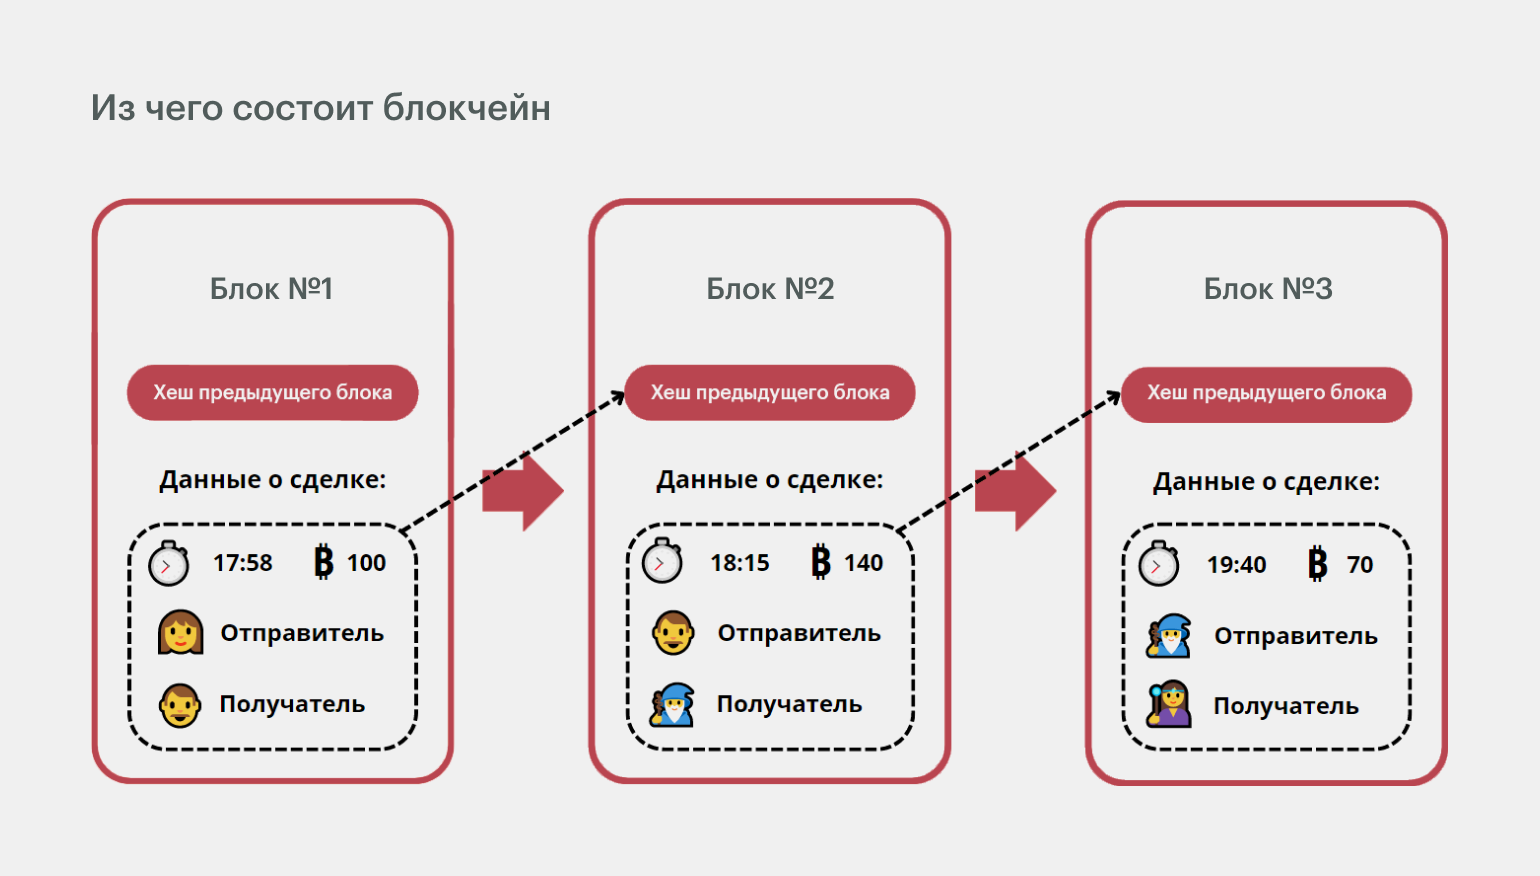 Из чего состоит блокчейн
Блок №1
Хеш предыдущего блока
Данные о сделке:
17:58 ₿ 100
Отправитель
Получатель
Блок №2
Хеш предыдущего блока
Данные о сделке:
18:15 ₿ 140
Отправитель
Получатель
Блок №3
Хеш предыдущего блока
Данные о сделке:
19:40 ₿ 70
Отправитель
Получатель